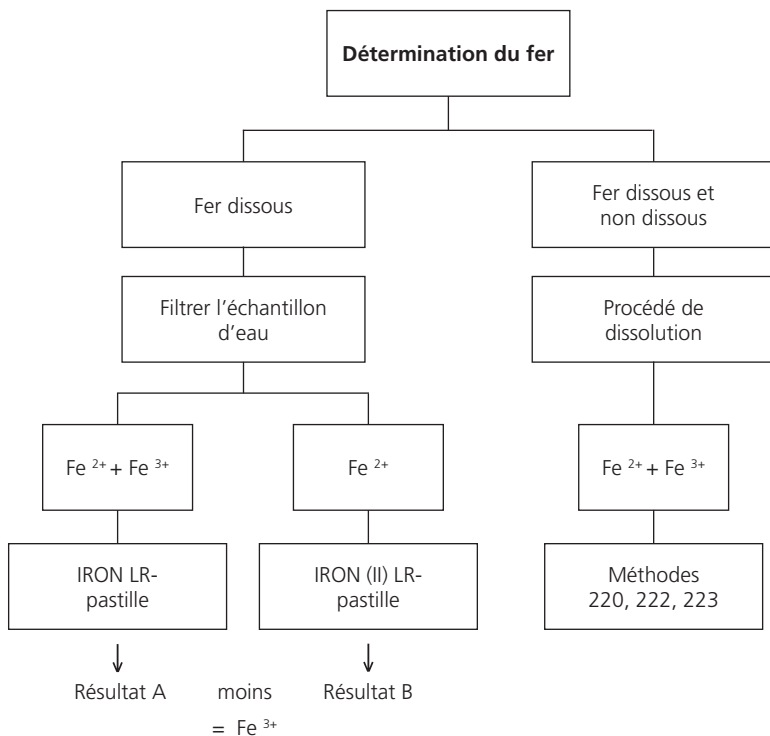 Détermination du fer
Fer dissous
Fer dissous et
non dissous
Filtrer l’échantillon
d’eau
Procédé de
dissolution
Fe 2+ + Fe 3+
Fe 2+
Fe 2+ + Fe 3+
IRON LR-
pastille
IRON (II) LR-
pastille
Méthodes
220, 222, 223
Résultat A moins Résultat B
= Fe 3+